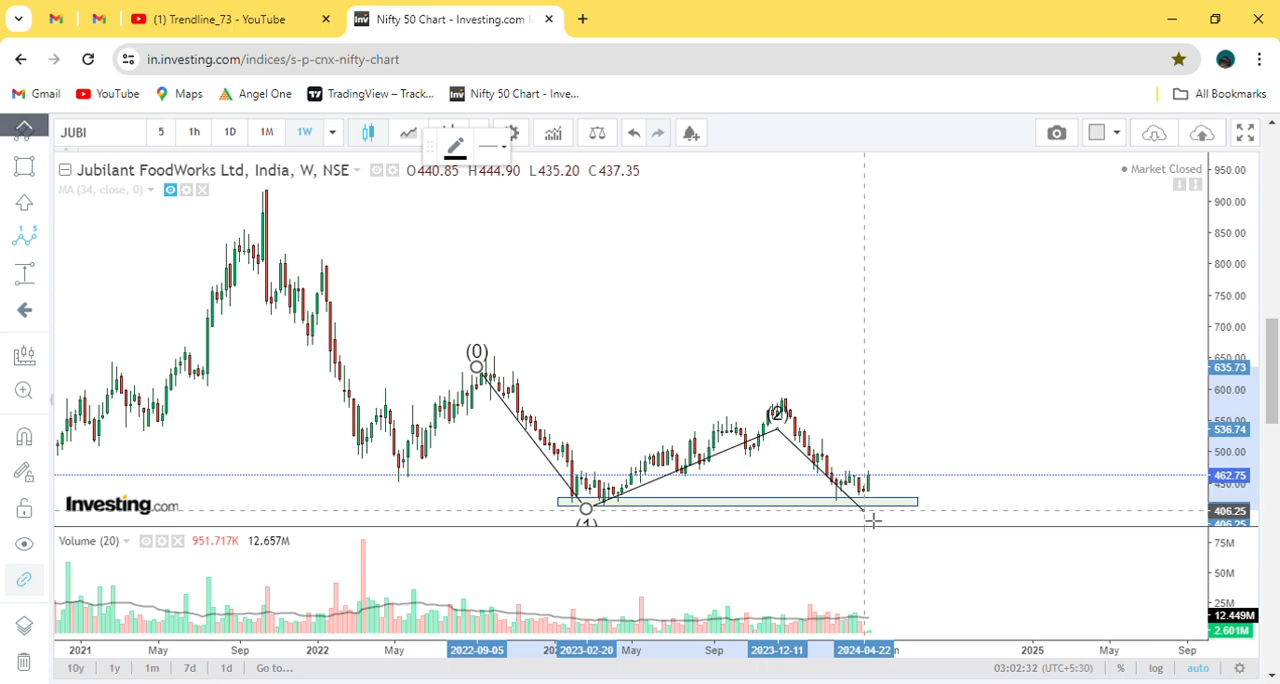 (1) Trendline_73 - YouTube
Nifty 50 Chart - Investing.com
in.investing.com/indices/s-p-cnx-nifty-chart
Gmail YouTube Maps Angel One TradingView – Track... Nifty 50 Chart - Inve... All Bookmarks
JUBI 5 1h 1D 1M 1W
Jubilant FoodWorks Ltd, India, W, NSE O440.85 H444.90 L435.20 C437.35
Market Closed
MA (34, close, 0)
950.00
900.00
850.00
800.00
750.00
700.00
650.00
635.73
600.00
550.00
536.74
500.00
462.75
450.00
406.25
406.25
(0)
(1)
(2)
1 5
Investing.com
Volume (20) 951.717K 12.657M
75M
50M
25M
12.449M
2.601M
2021 May Sep 2022 May 2022-09-05 2023-02-20 May Sep 2023-12-11 2024-04-22 2025 May Sep
10y 1y 1m 7d 1d Go to... 03:02:32 (UTC+5:30) % log auto